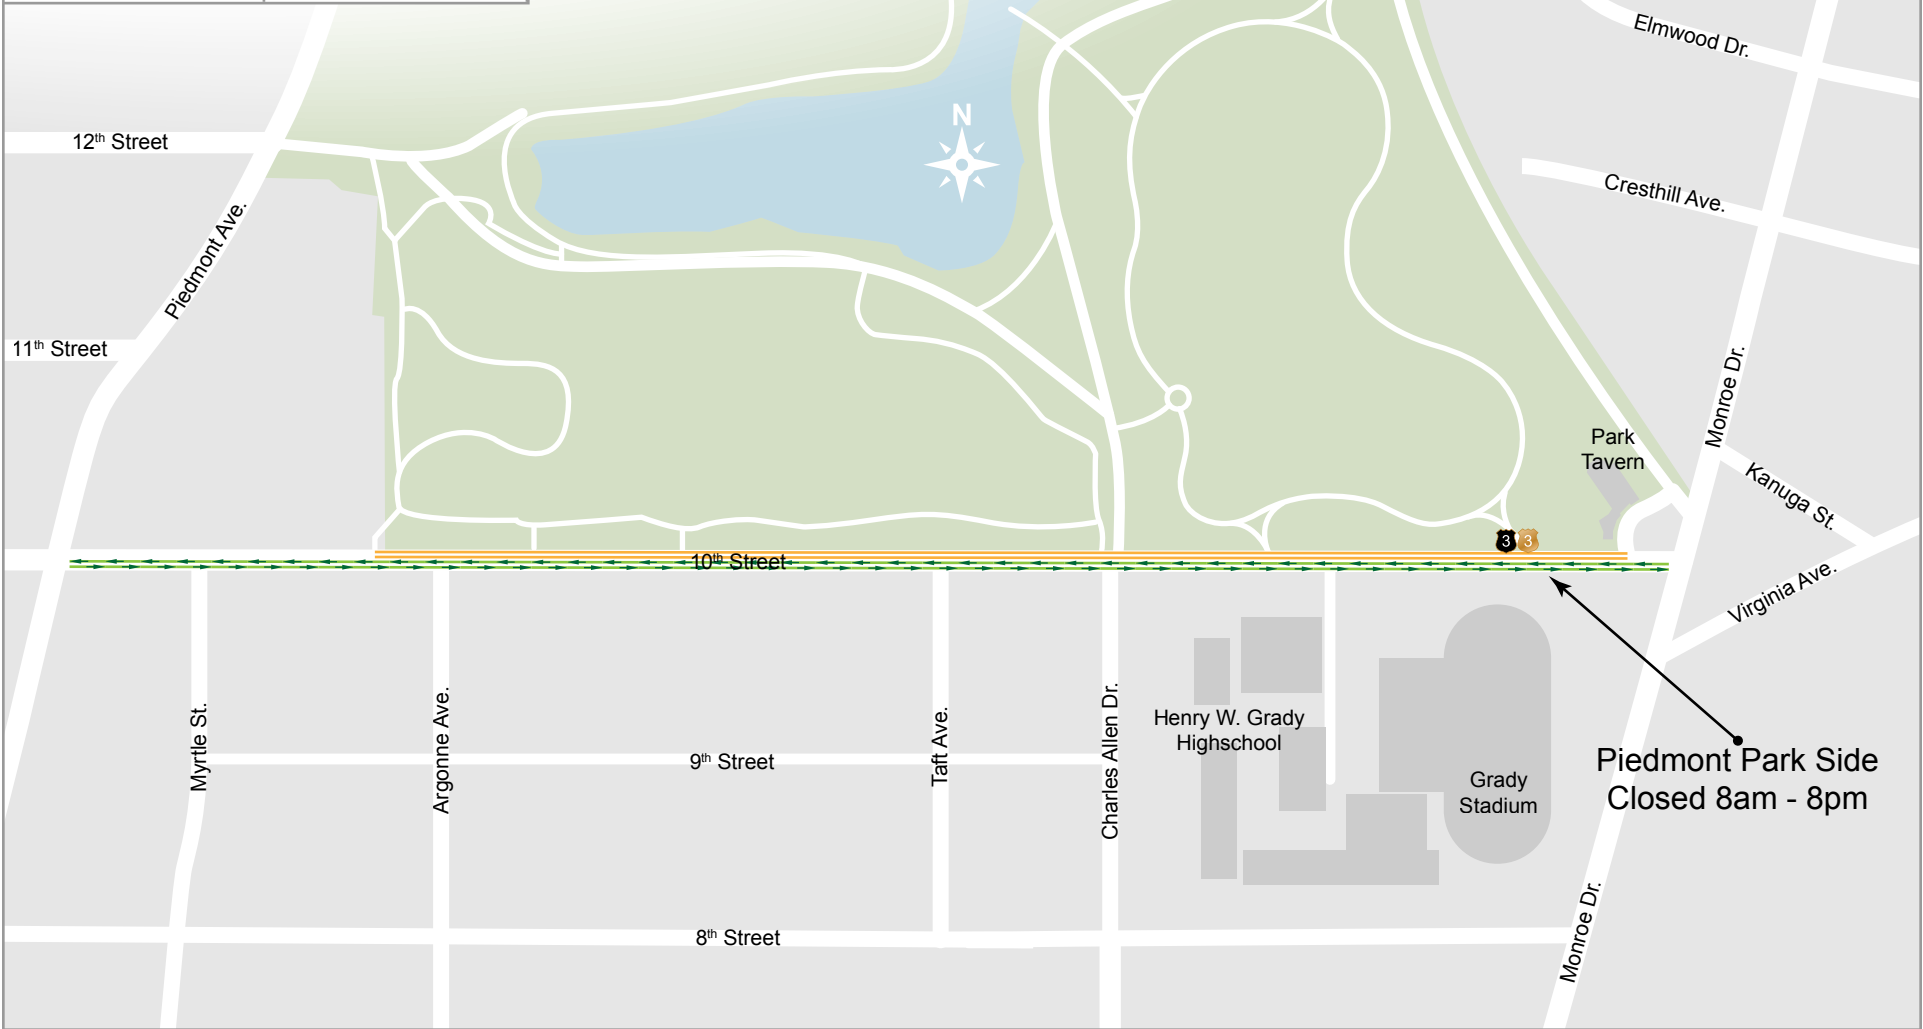 Elmwood Dr.
N
12th Street
Cresthill Ave.
Piedmont Ave.
11th Street
Monroe Dr.
Park
Tavern
Kanuga St.
3 3
10th Street
Virginia Ave.
Myrtle St.
Argonne Ave.
Taft Ave.
Charles Allen Dr.
Henry W. Grady
Highschool
9th Street
Piedmont Park Side
Closed 8am - 8pm
Grady
Stadium
8th Street
Monroe Dr.